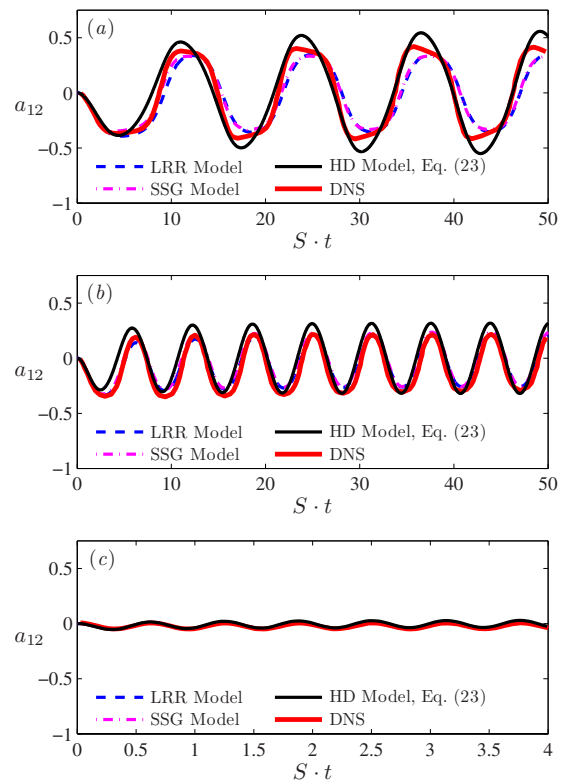 (a)
0.5
0
−0.5
−1
a12
LRR Model
SSG Model
HD Model, Eq. (23)
DNS
0 10 20 30 40 50
S · t
(b)
0.5
0
−0.5
−1
a12
LRR Model
SSG Model
HD Model, Eq. (23)
DNS
0 10 20 30 40 50
S · t
(c)
0.5
0
−0.5
−1
a12
LRR Model
SSG Model
HD Model, Eq. (23)
DNS
0 0.5 1 1.5 2 2.5 3 3.5 4
S · t